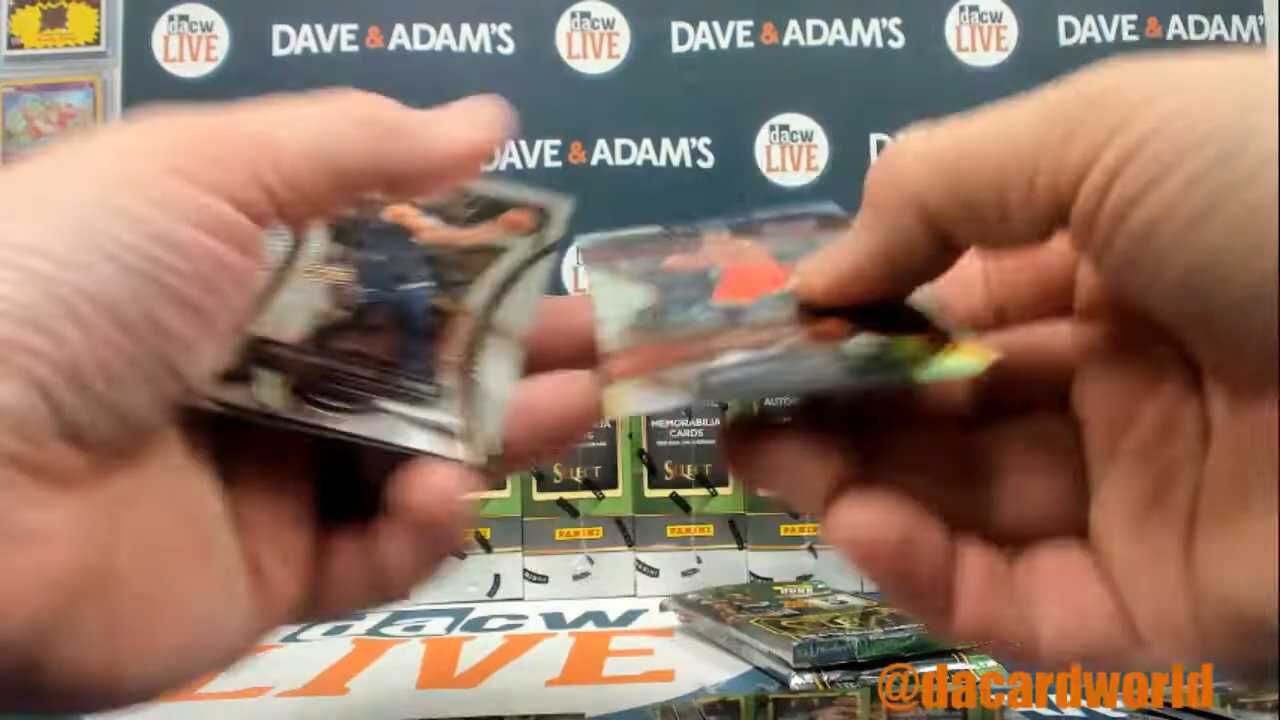 dacw
LIVE
DAVE & ADAM'S
dacw
LIVE
DAVE & ADAM'S
dacw
LIVE
DAVE & ADAM'S
DAVE & ADAM'S
dacw
LIVE
D
MEMORABILIA
CARDS
SELECT
SELECT
PANINI
PANINI
PANINI
dacw
LIVE
@dacardworld